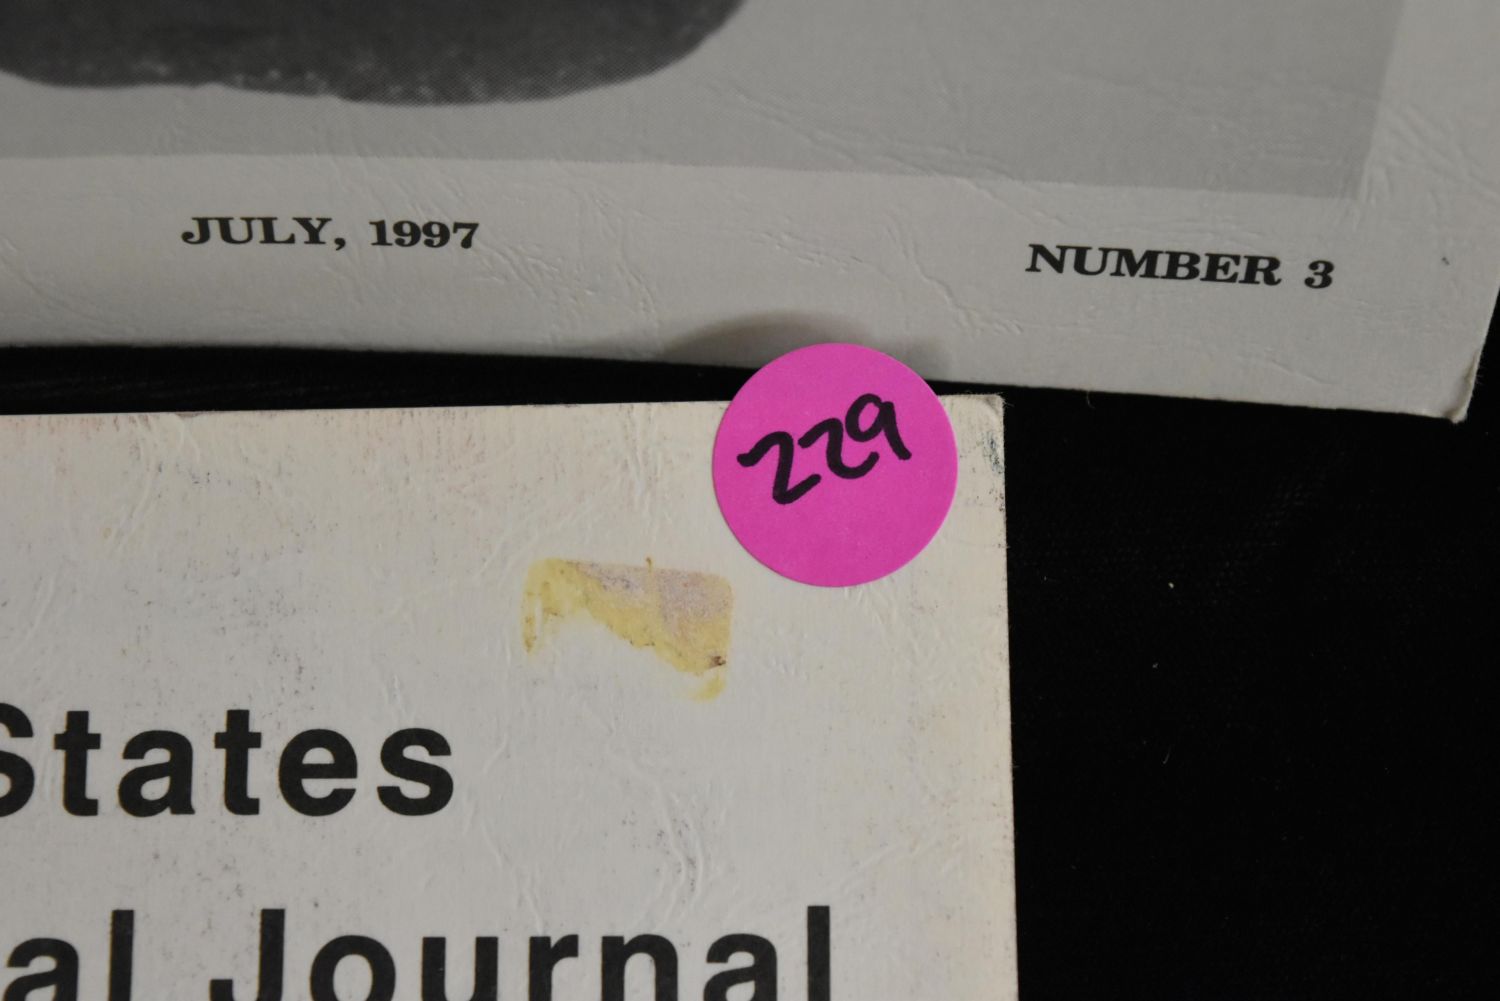 JULY, 1997
NUMBER 3
229
States
al Journal